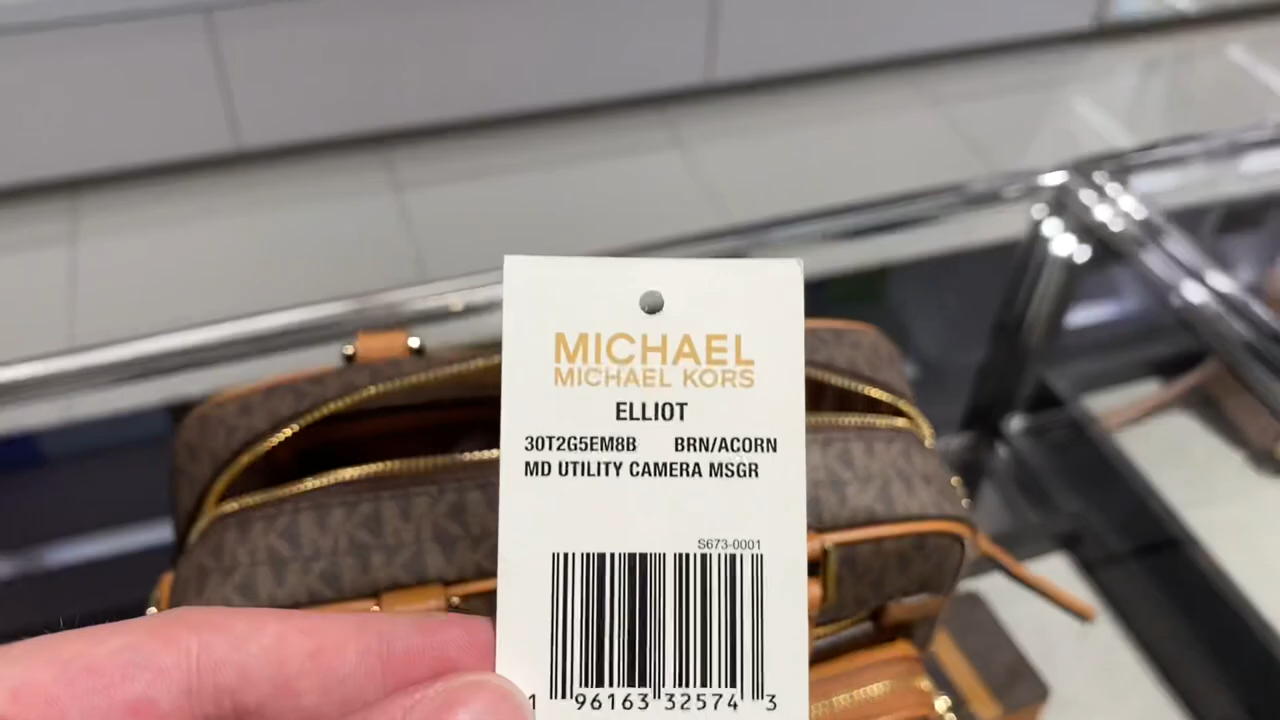 MICHAEL
MICHAEL KORS
ELLIOT
30T2G5EM8B BRN/ACORN
MD UTILITY CAMERA MSGR
S673-0001
1 96163 32574 3